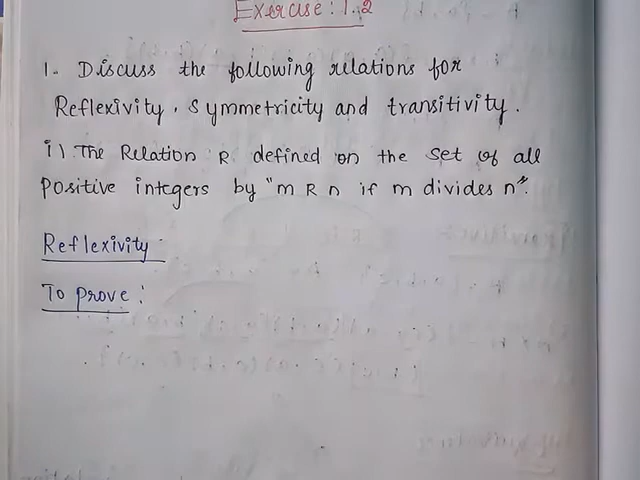 Exercise: 1.2
1. Discuss the following relations for
Reflexivity, symmetricity and transitivity.
i) The Relation R defined on the set of all
positive integers by "m R n if m divides n".
Reflexivity
To prove: